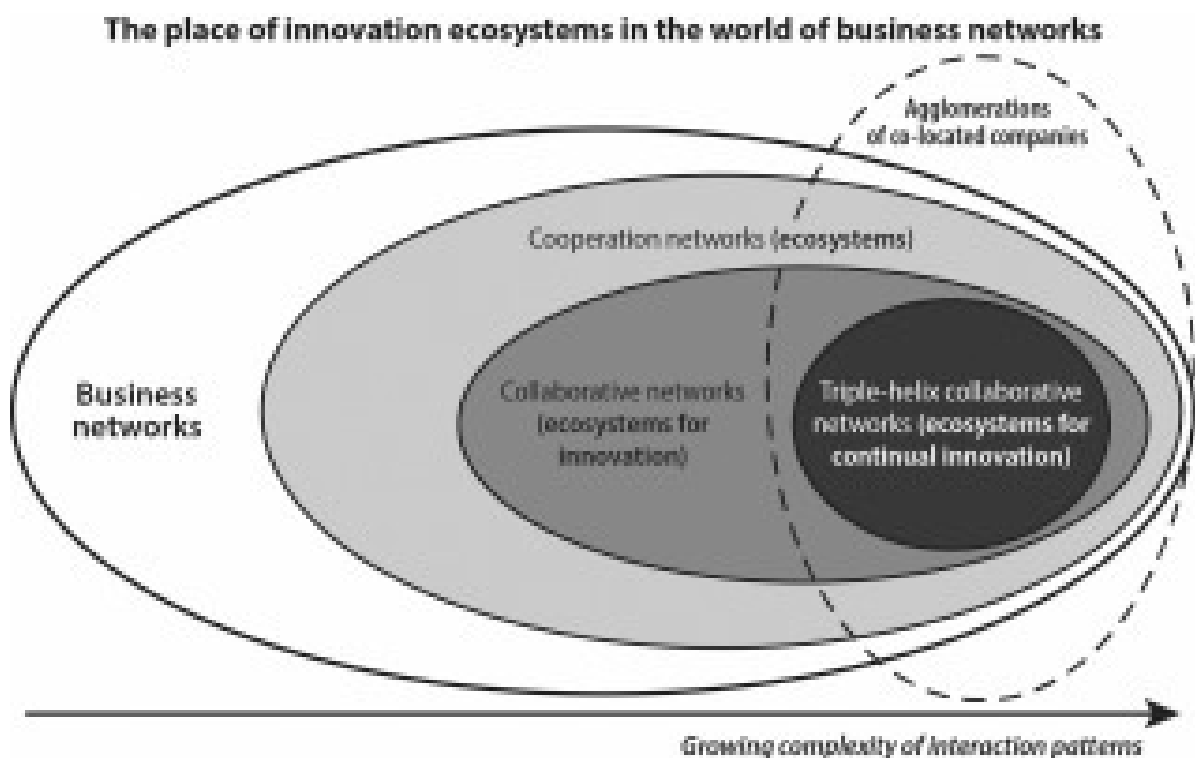 The place of innovation ecosystems in the world of business networks
Agglomerations
of co-located companies
Cooperation networks (ecosystems)
Business
networks
Collaborative networks
(ecosystems for
innovation)
Triple-helix collaborative
networks (ecosystems for
continual innovation)
Growing complexity of interaction patterns